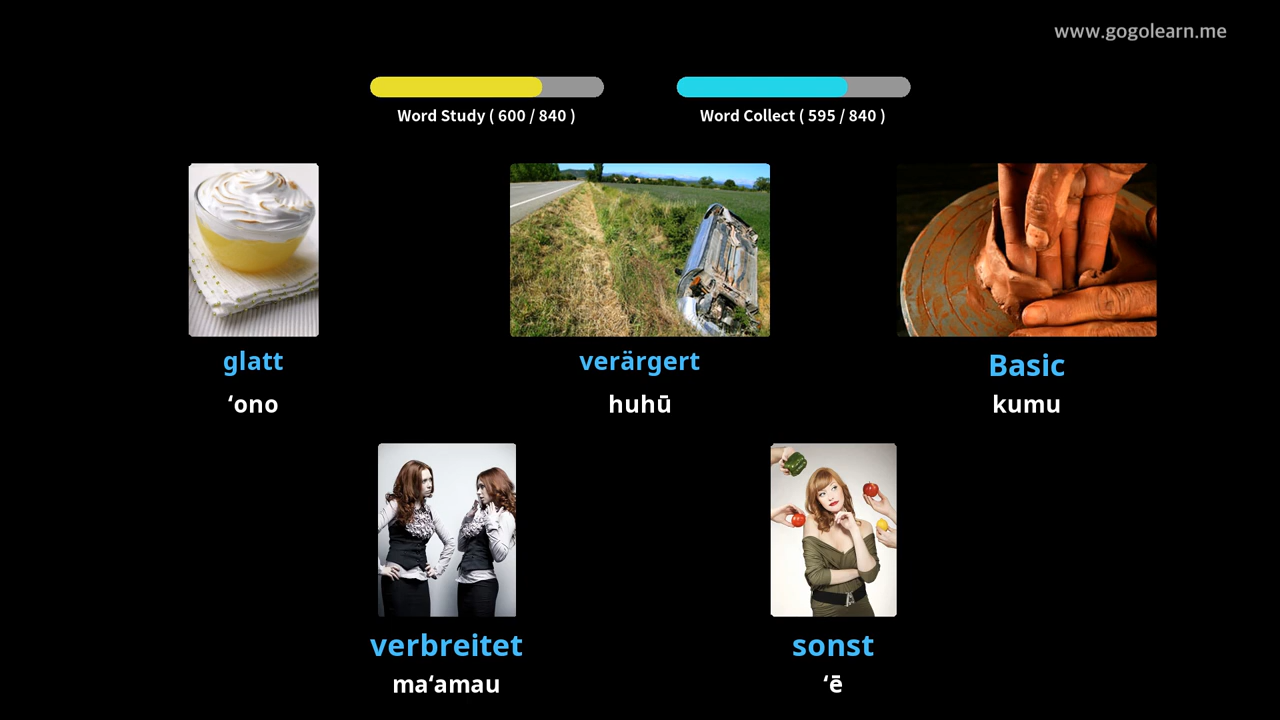 www.gogolearn.me
Word Study ( 600 / 840 )
Word Collect ( 595 / 840 )
glatt
ʻono
verärgert
huhū
Basic
kumu
verbreitet
maʻamau
sonst
ʻē